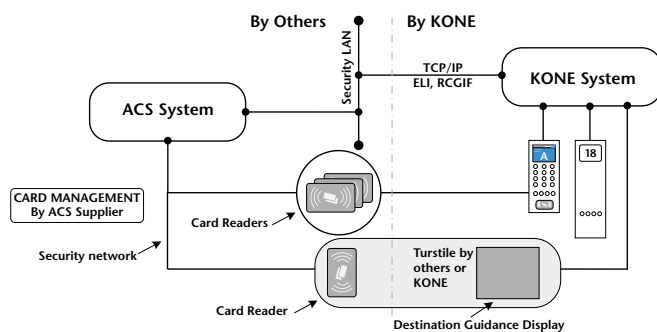 By Others
By KONE
Security LAN
TCP/IP
ELI, RCGIF
KONE System
ACS System
A
18
CARD MANAGEMENT
By ACS Supplier
Card Readers
Security network
Turstile by
others or
KONE
Card Reader
Destination Guidance Display